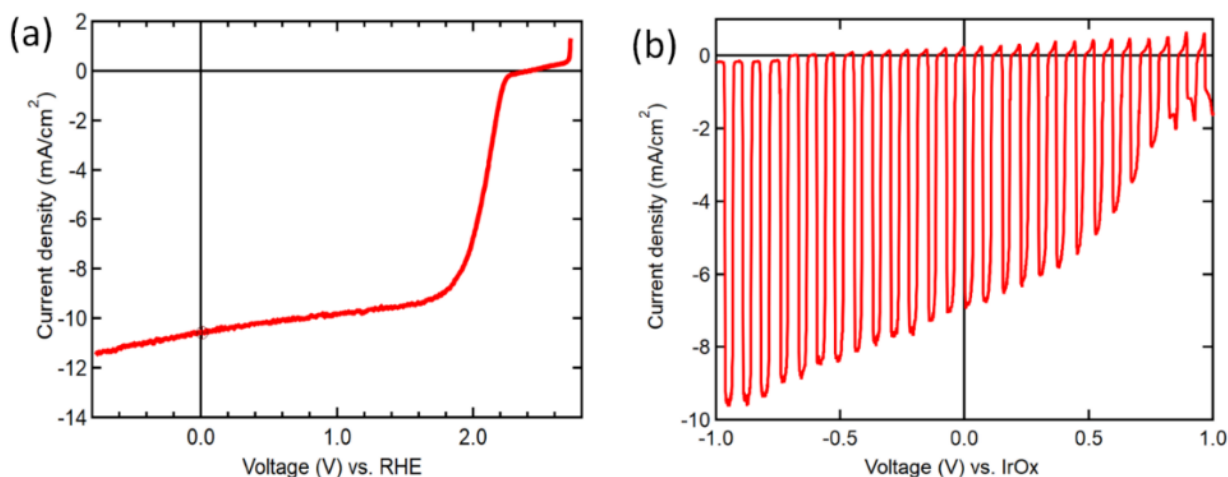 (a)
2
0
-2
-4
-6
-8
-10
-12
-14
Current density (mA/cm²)
0.0 1.0 2.0
Voltage (V) vs. RHE
(b)
0
-2
-4
-6
-8
-10
Current density (mA/cm²)
-1.0 -0.5 0.0 0.5 1.0
Voltage (V) vs. IrOx